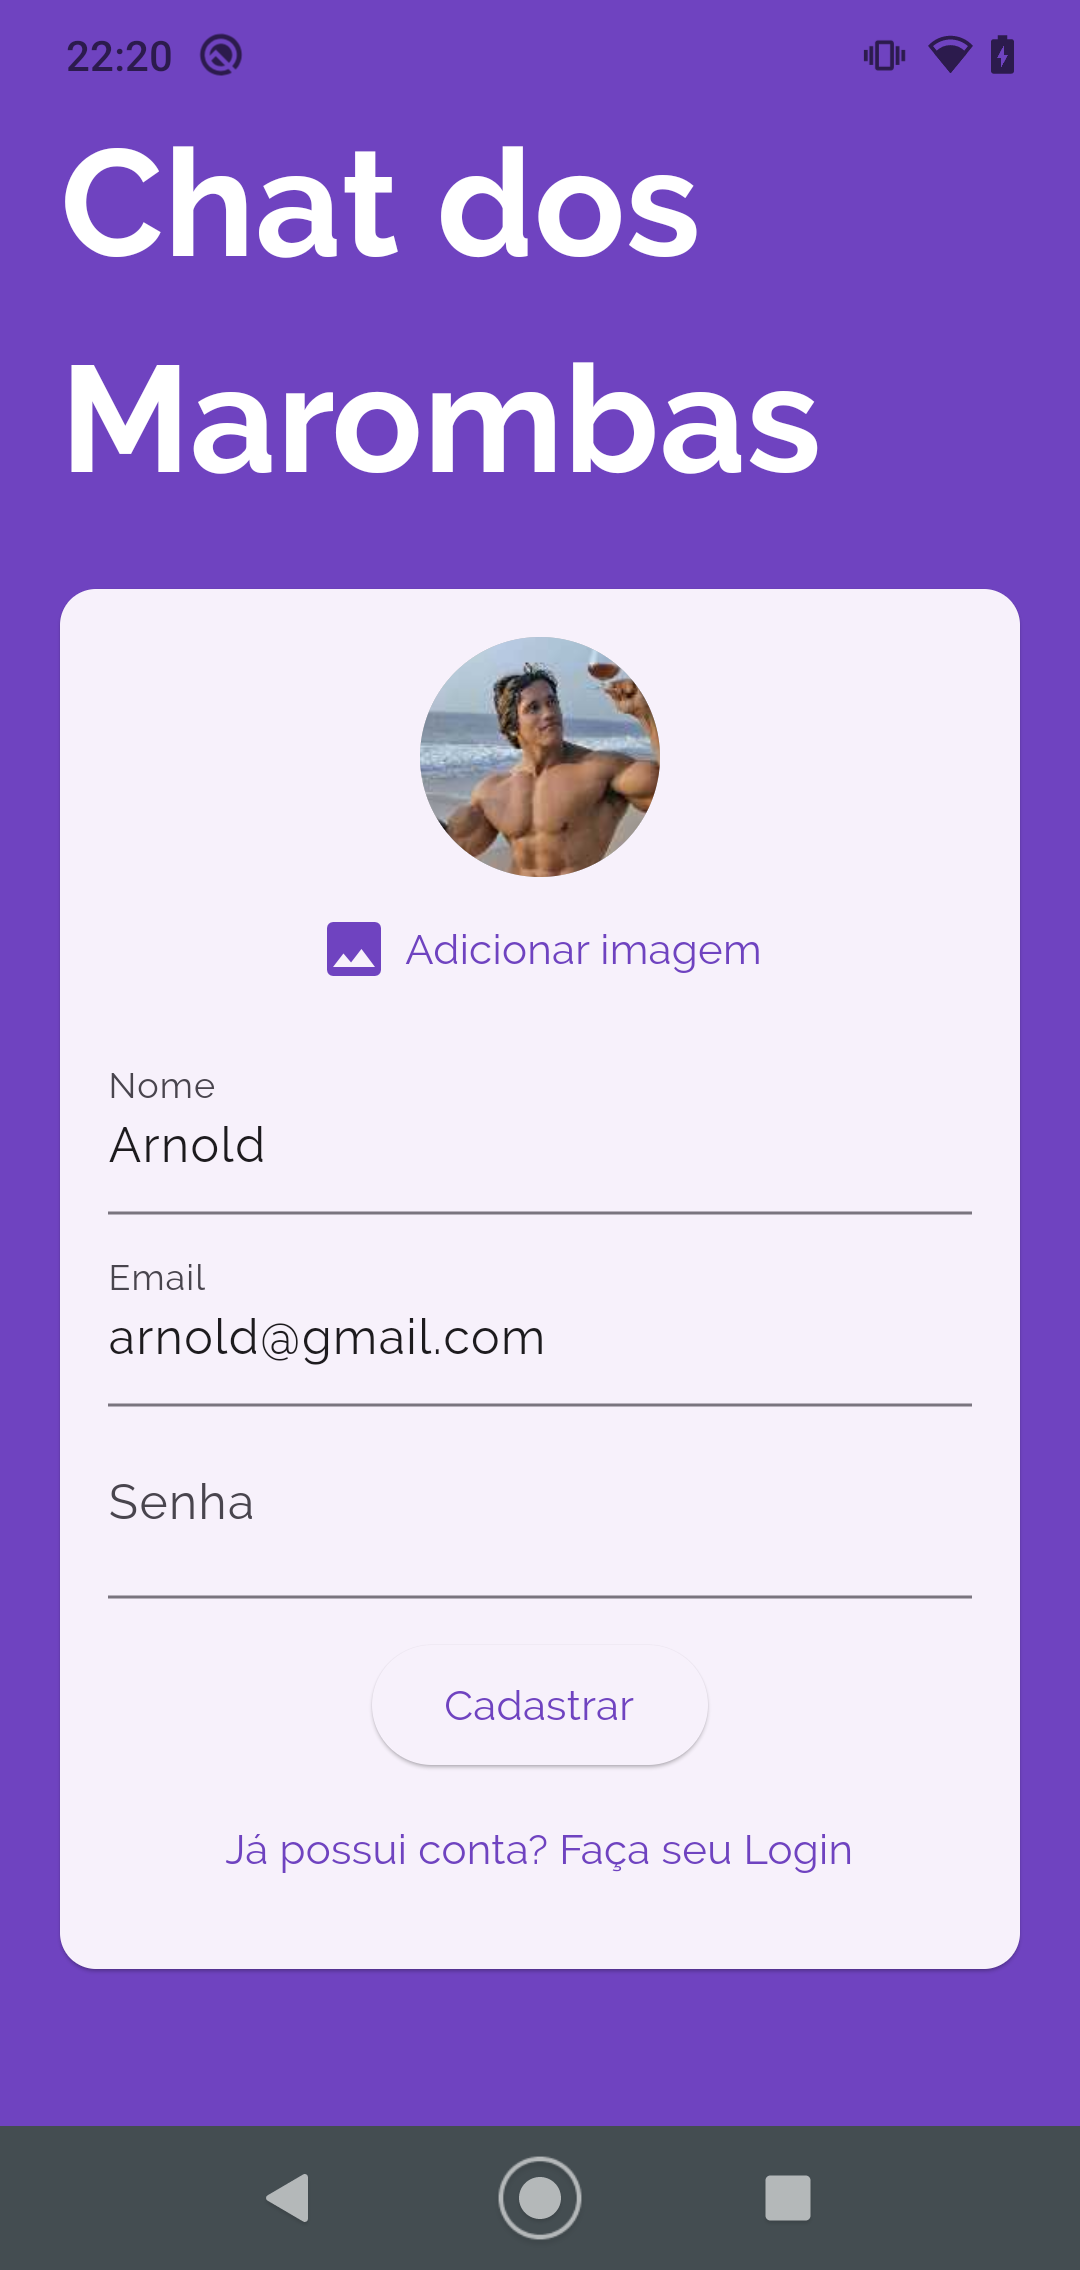 22:20
Chat dos
Marombas
Adicionar imagem
Nome
Arnold
Email
arnold@gmail.com
Senha
Cadastrar
Já possui conta? Faça seu Login